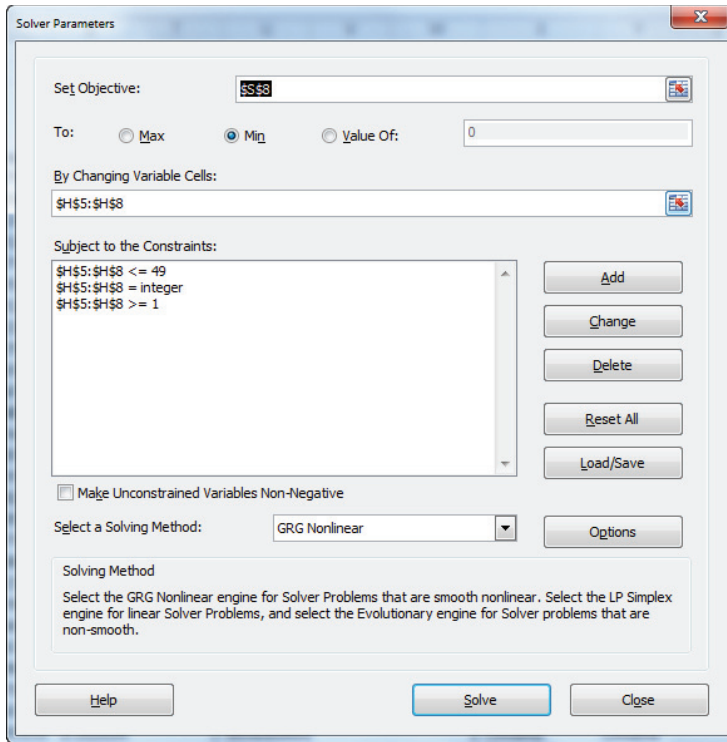 Solver Parameters
Set Objective: $S$8
To: Max Min Value Of: 0
By Changing Variable Cells:
$H$5:$H$8
Subject to the Constraints:
$H$5:$H$8 <= 49
$H$5:$H$8 = integer
$H$5:$H$8 >= 1
Add
Change
Delete
Reset All
Load/Save
Make Unconstrained Variables Non-Negative
Select a Solving Method: GRG Nonlinear Options
Solving Method
Select the GRG Nonlinear engine for Solver Problems that are smooth nonlinear. Select the LP Simplex
engine for linear Solver Problems, and select the Evolutionary engine for Solver problems that are
non-smooth.
Help Solve Close